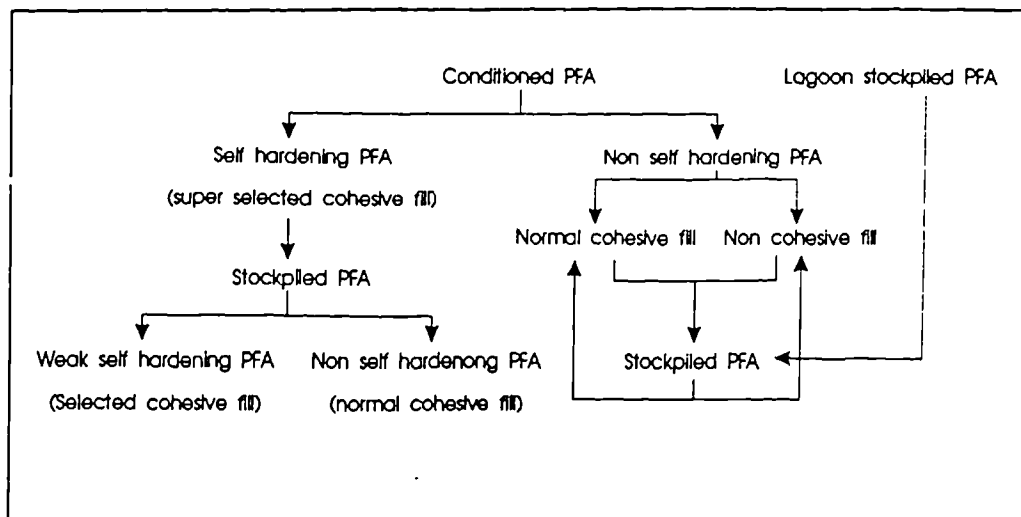 Conditioned PFA
Lagoon stockpiled PFA
Self hardening PFA
(super selected cohesive fill)
Non self hardening PFA
Normal cohesive fill
Non cohesive fill
Stockpiled PFA
Stockpiled PFA
Weak self hardening PFA
(Selected cohesive fill)
Non self hardenong PFA
(normal cohesive fill)